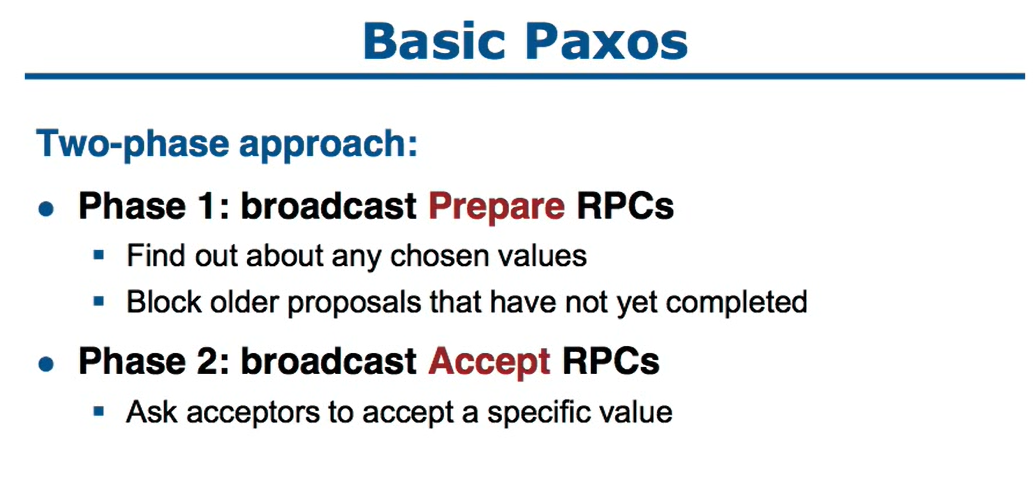 Basic Paxos
Two-phase approach:
● Phase 1: broadcast Prepare RPCs
▪ Find out about any chosen values
▪ Block older proposals that have not yet completed
● Phase 2: broadcast Accept RPCs
▪ Ask acceptors to accept a specific value